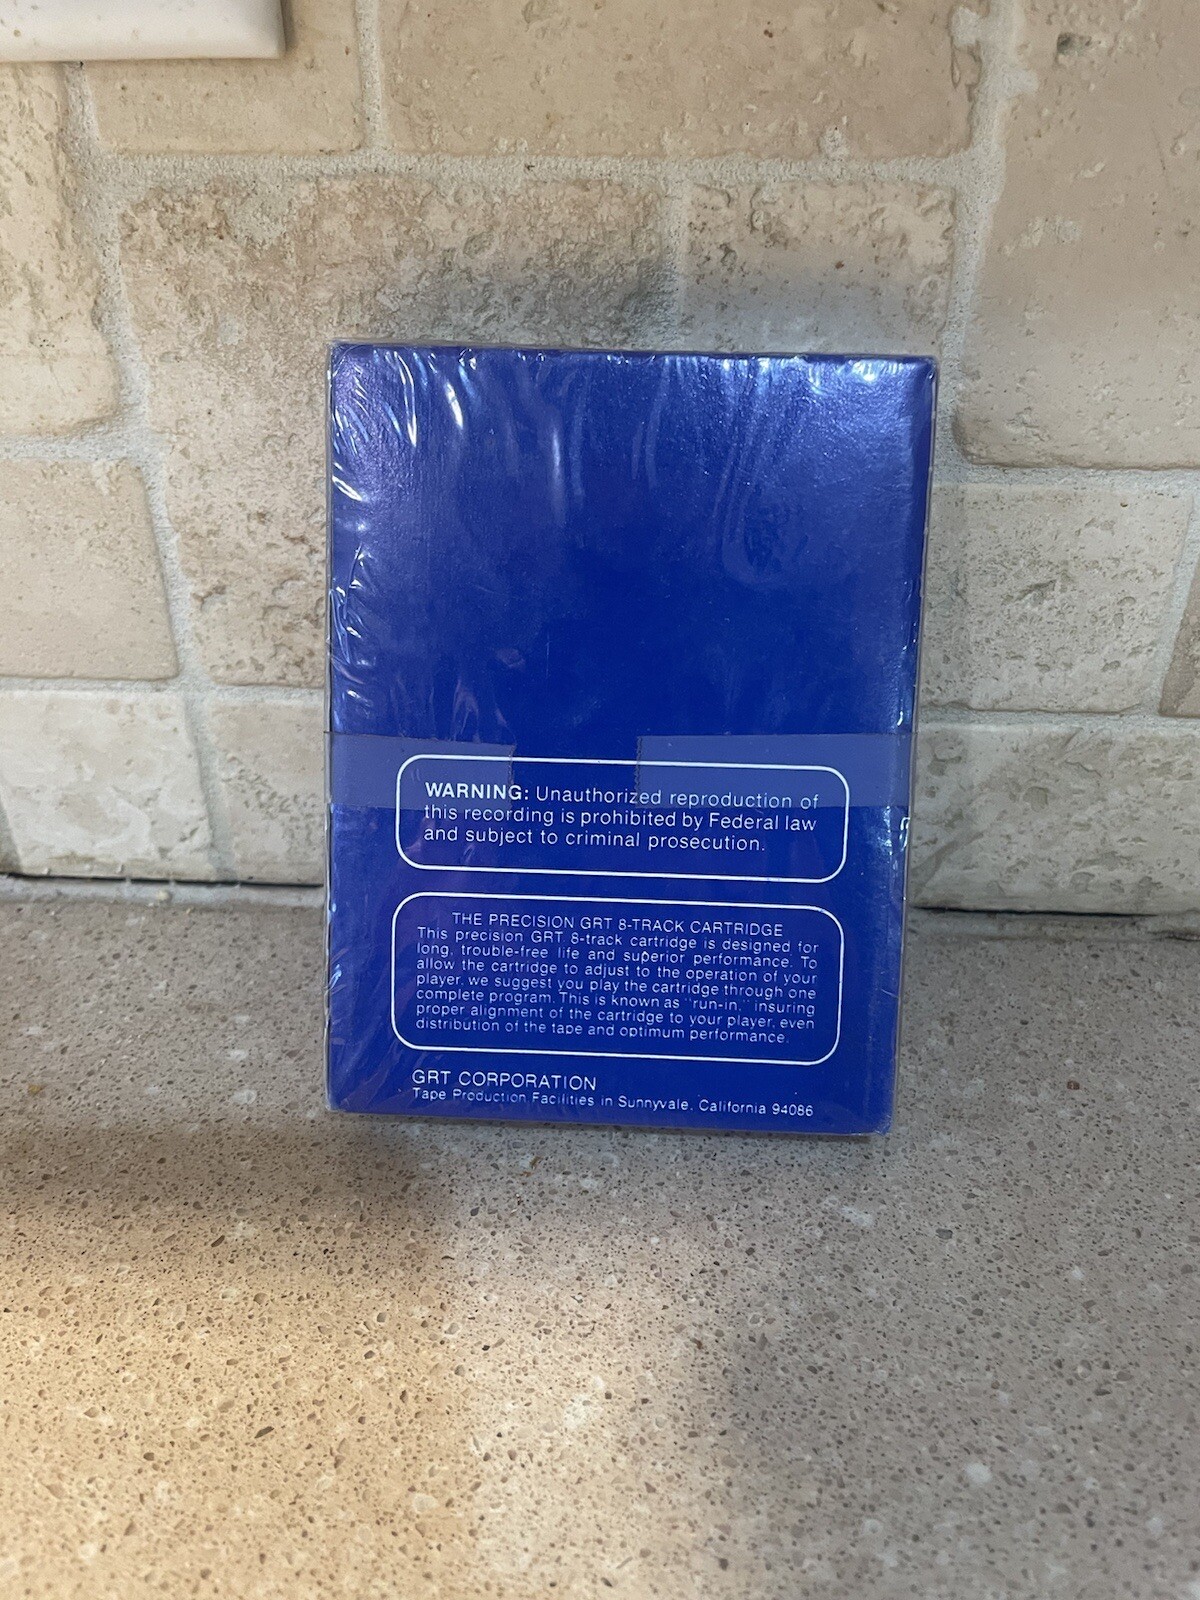 WARNING: Unauthorized reproduction of
this recording is prohibited by Federal law
and subject to criminal prosecution.
THE PRECISION GRT 8-TRACK CARTRIDGE
This precision GRT 8-track cartridge is designed for
long, trouble-free life and superior performance. To
allow the cartridge to adjust to the operation of your
player, we suggest you play the cartridge through one
complete program. This is known as "run-in," insuring
proper alignment of the cartridge to your player, even
distribution of the tape and optimum performance.
GRT CORPORATION
Tape Production Facilities in Sunnyvale, California 94086